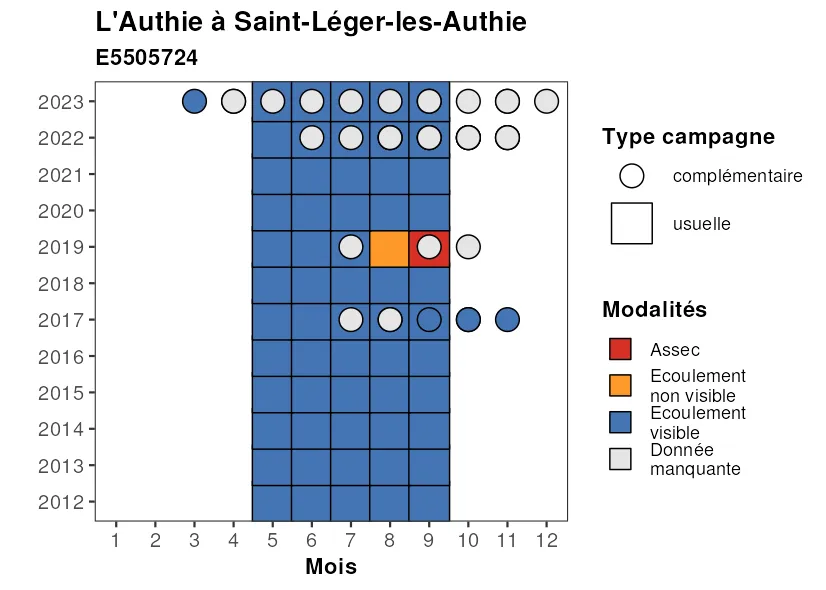 L'Authie à Saint-Léger-les-Authie
E5505724
2023
2022
2021
2020
2019
2018
2017
2016
2015
2014
2013
2012
1 2 3 4 5 6 7 8 9 10 11 12
Mois
Type campagne
complémentaire
usuelle
Modalités
Assec
Ecoulement
non visible
Ecoulement
visible
Donnée
manquante